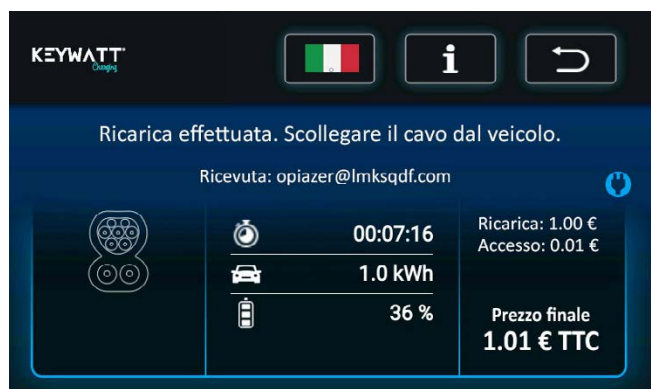 KEYWATT
Charging
i
Ricarica effettuata. Scollegare il cavo dal veicolo.
Ricevuta: opiazer@lmksqdf.com
00:07:16
1.0 kWh
36 %
Ricarica: 1.00 €
Accesso: 0.01 €
Prezzo finale
1.01 € TTC